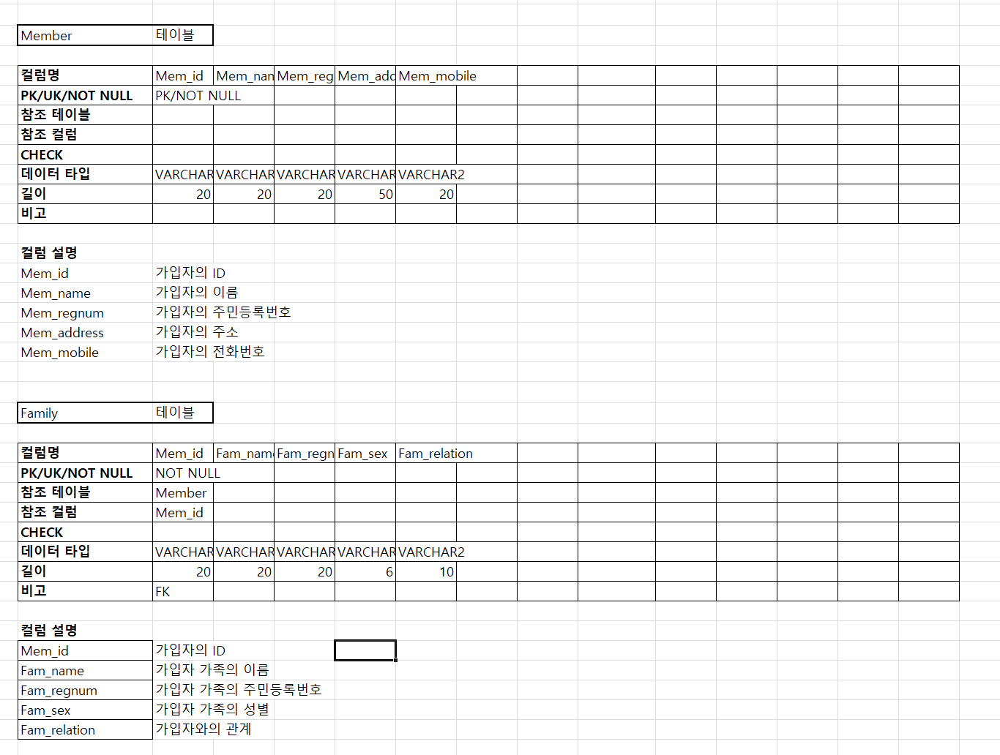 Member 테이블
컬럼명 Mem_id Mem_nan Mem_reg Mem_add Mem_mobile
PK/UK/NOT NULL PK/NOT NULL
참조 테이블
참조 컬럼
CHECK
데이터 타입 VARCHAR VARCHAR VARCHAR VARCHAR VARCHAR2
길이 20 20 20 50 20
비고
컬럼 설명
Mem_id 가입자의 ID
Mem_name 가입자의 이름
Mem_regnum 가입자의 주민등록번호
Mem_address 가입자의 주소
Mem_mobile 가입자의 전화번호
Family 테이블
컬럼명 Mem_id Fam_name Fam_regn Fam_sex Fam_relation
PK/UK/NOT NULL NOT NULL
참조 테이블 Member
참조 컬럼 Mem_id
CHECK
데이터 타입 VARCHAR VARCHAR VARCHAR VARCHAR VARCHAR2
길이 20 20 20 6 10
비고 FK
컬럼 설명
Mem_id 가입자의 ID
Fam_name 가입자 가족의 이름
Fam_regnum 가입자 가족의 주민등록번호
Fam_sex 가입자 가족의 성별
Fam_relation 가입자와의 관계